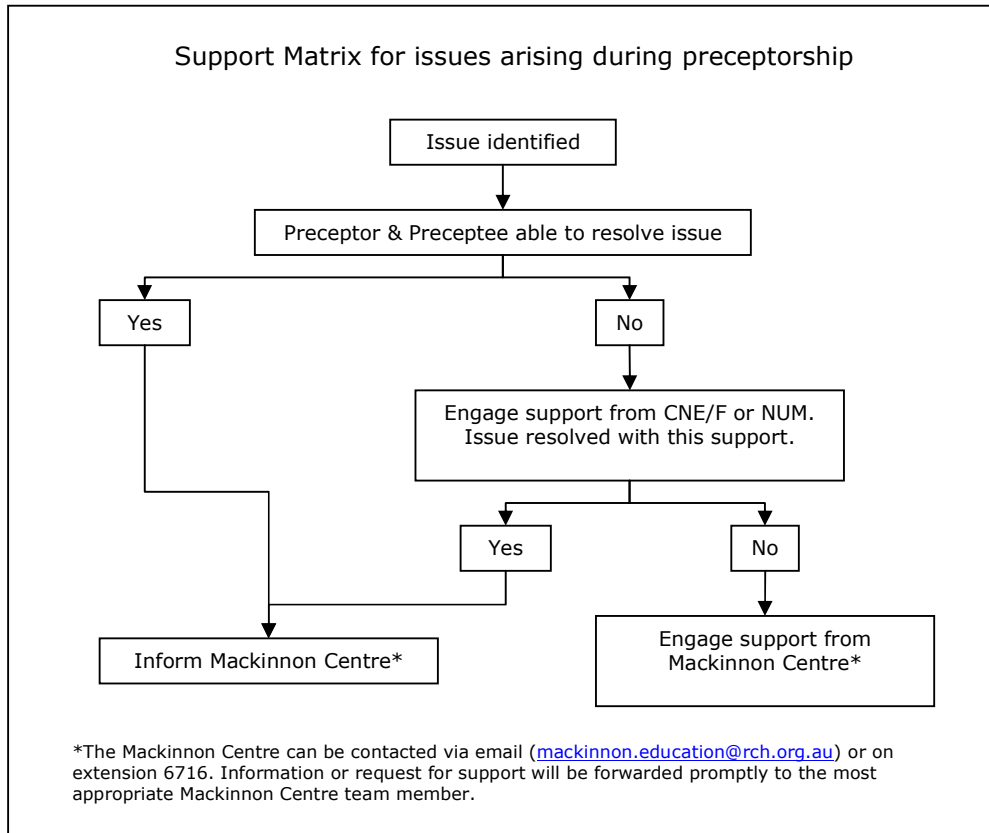 Support Matrix for issues arising during preceptorship
Issue identified
Preceptor & Preceptee able to resolve issue
Yes
No
Engage support from CNE/F or NUM.
Issue resolved with this support.
Yes
No
Inform Mackinnon Centre*
Engage support from
Mackinnon Centre*
*The Mackinnon Centre can be contacted via email (mackinnon.education@rch.org.au) or on
extension 6716. Information or request for support will be forwarded promptly to the most
appropriate Mackinnon Centre team member.